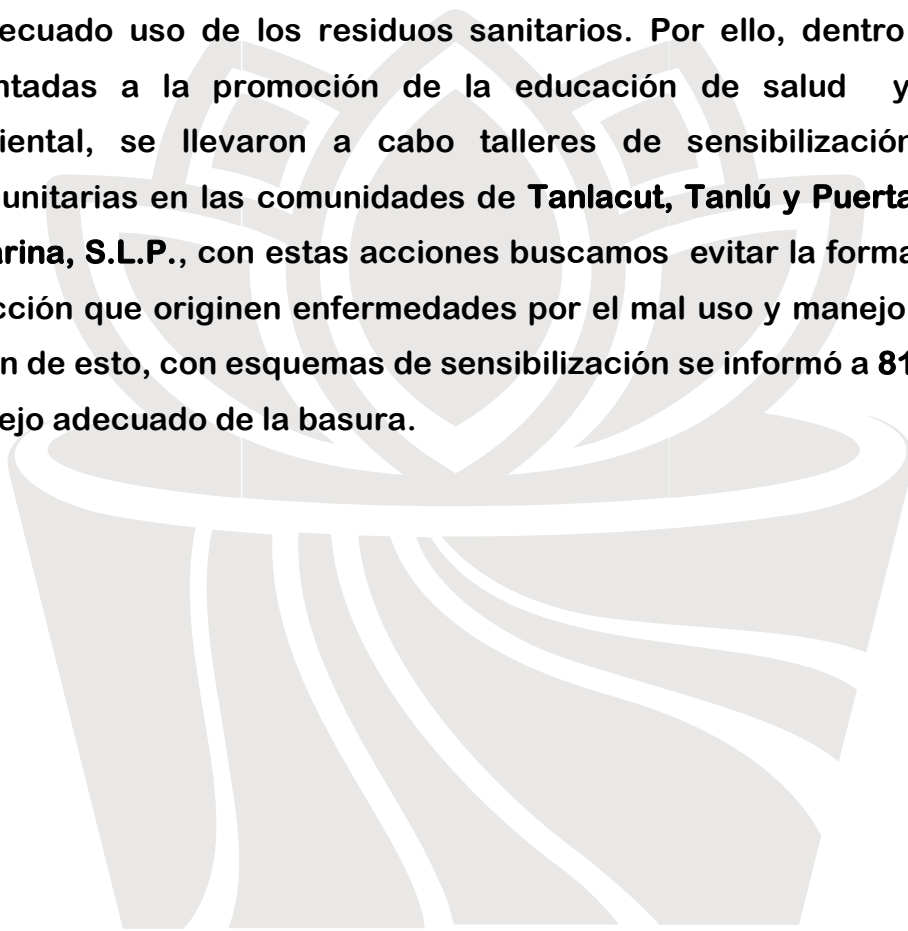 ecuado uso de los residuos sanitarios. Por ello, dentro
ntadas a la promoción de la educación de salud y
iental, se llevaron a cabo talleres de sensibilización
unitarias en las comunidades de Tanlacut, Tanlú y Puerta
arina, S.L.P., con estas acciones buscamos evitar la forma
cción que originen enfermedades por el mal uso y manejo
n de esto, con esquemas de sensibilización se informó a 81
ejo adecuado de la basura.